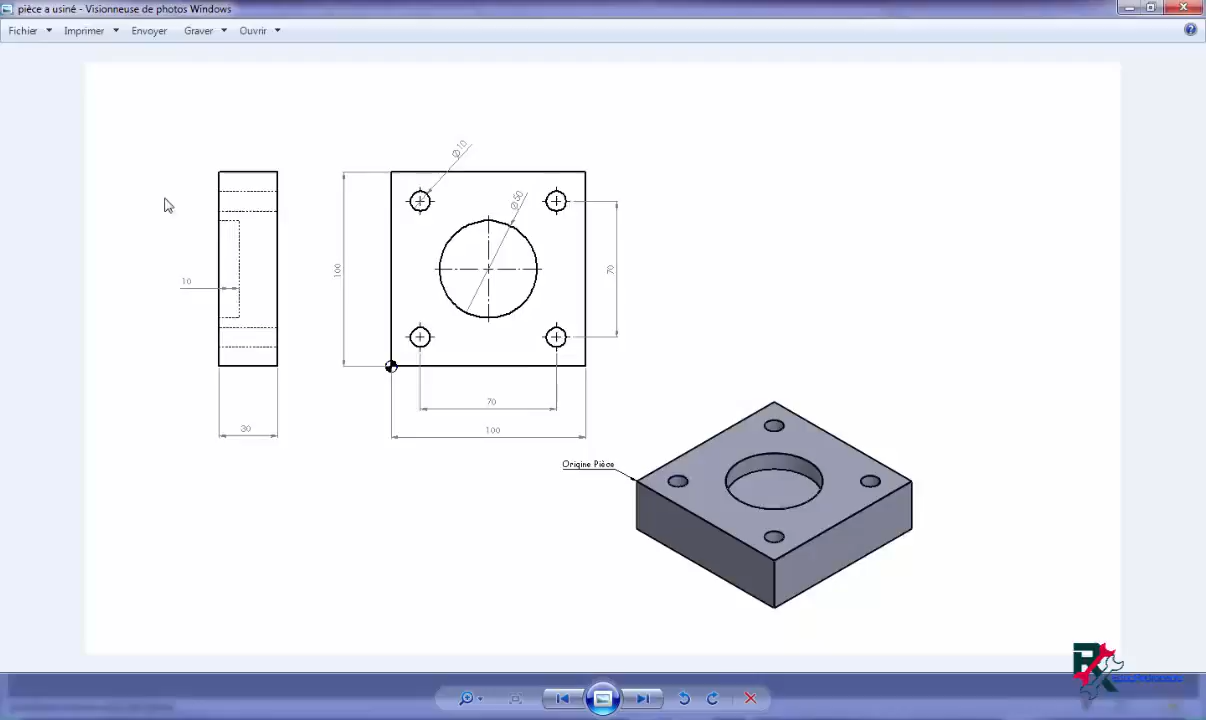 pièce a usiné - Visionneuse de photos Windows
Fichier Imprimer Envoyer Graver Ouvrir
Ø10
Ø50
100
70
10
70
30
100
Origine Pièce